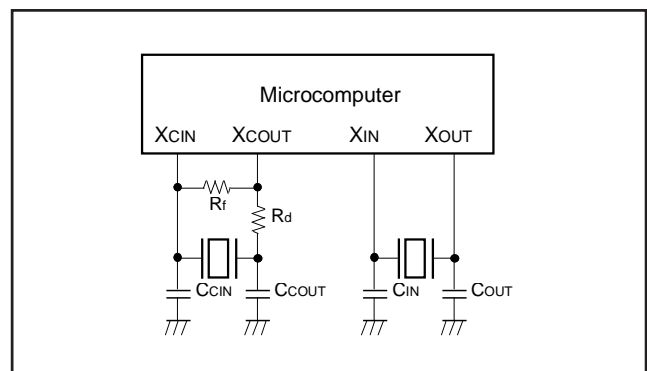 Microcomputer
XCIN XCOUT XIN XOUT
Rf
Rd
CCIN CCOUT CIN COUT